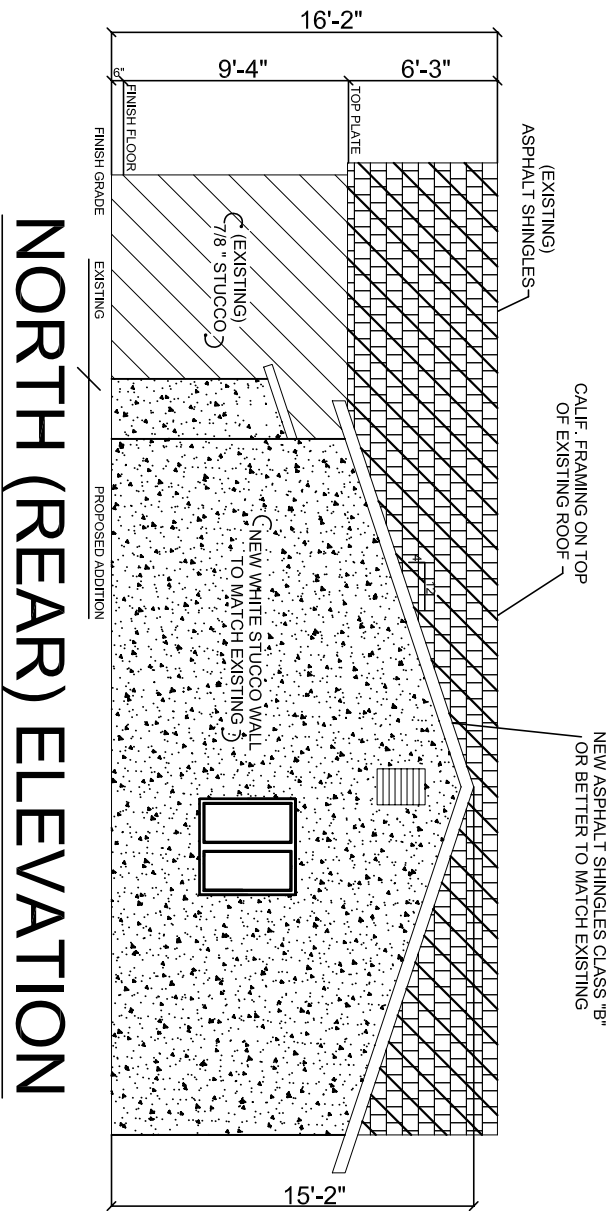 16'-2"
9'-4"
6'-3"
6"
FINISH FLOOR
FINISH GRADE
TOP PLATE
(EXISTING)
ASPHALT SHINGLES
CALIF. FRAMING ON TOP
OF EXISTING ROOF
NEW ASPHALT SHINGLES CLASS "B"
OR BETTER TO MATCH EXISTING
(EXISTING)
7/8 " STUCCO
12
4
NEW WHITE STUCCO WALL
TO MATCH EXISTING
15'-2"
EXISTING
PROPOSED ADDITION
NORTH (REAR) ELEVATION